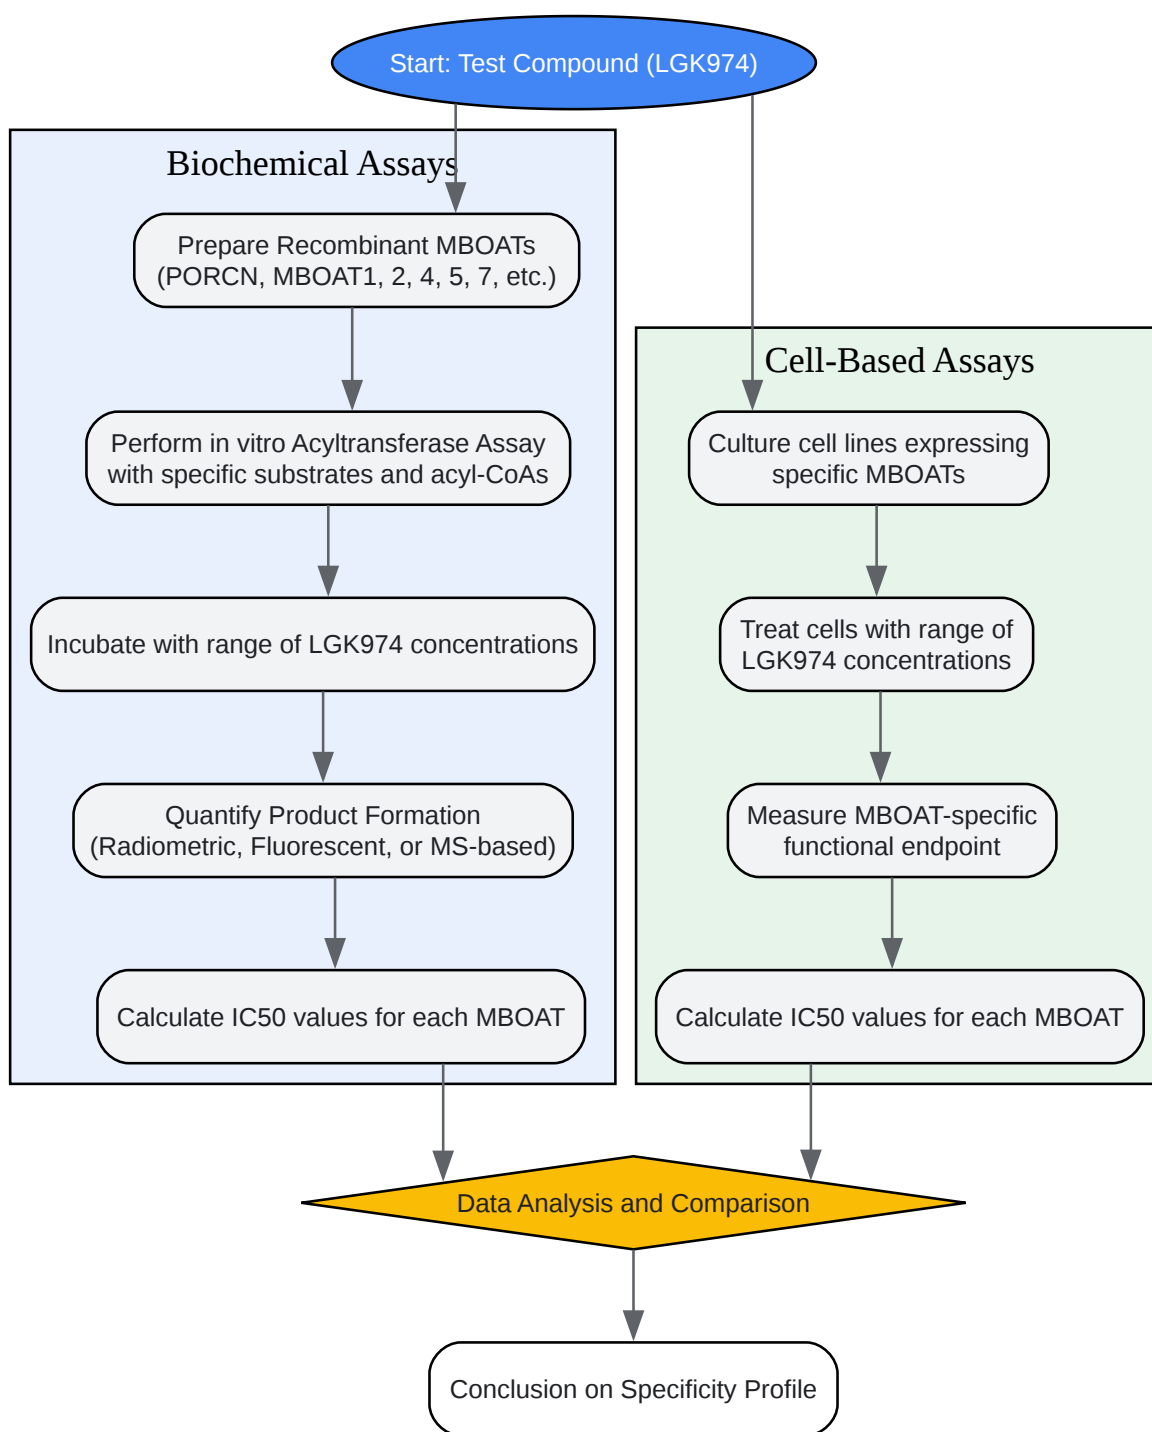 Start: Test Compound (LGK974)
Biochemical Assays
Prepare Recombinant MBOATs
(PORCN, MBOAT1, 2, 4, 5, 7, etc.)
Perform in vitro Acyltransferase Assay
with specific substrates and acyl-CoAs
Incubate with range of LGK974 concentrations
Quantify Product Formation
(Radiometric, Fluorescent, or MS-based)
Calculate IC50 values for each MBOAT
Cell-Based Assays
Culture cell lines expressing
specific MBOATs
Treat cells with range of
LGK974 concentrations
Measure MBOAT-specific
functional endpoint
Calculate IC50 values for each MBOAT
Data Analysis and Comparison
Conclusion on Specificity Profile